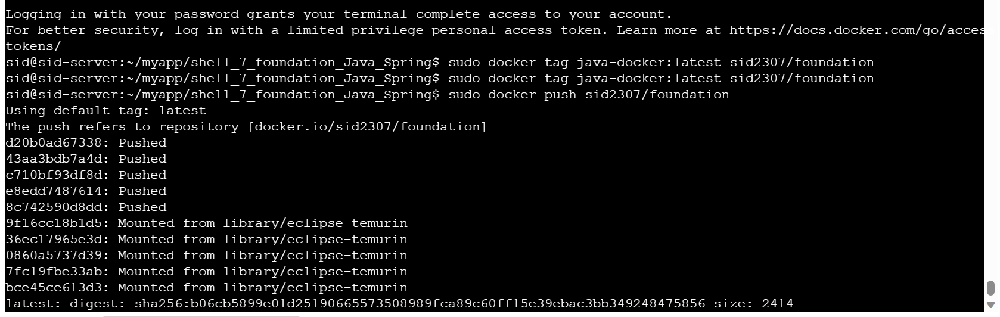 Logging in with your password grants your terminal complete access to your account.
For better security, log in with a limited-privilege personal access token. Learn more at https://docs.docker.com/go/acces
tokens/
sid@sid-server:~/myapp/shell_7_foundation_Java_Spring$ sudo docker tag java-docker:latest sid2307/foundation
sid@sid-server:~/myapp/shell_7_foundation_Java_Spring$ sudo docker tag java-docker:latest sid2307/foundation
sid@sid-server:~/myapp/shell_7_foundation_Java_Spring$ sudo docker push sid2307/foundation
Using default tag: latest
The push refers to repository [docker.io/sid2307/foundation]
d20b0ad67338: Pushed
43aa3bdb7a4d: Pushed
c710bf93df8d: Pushed
e8edd7487614: Pushed
8c742590d8dd: Pushed
9f16cc18b1d5: Mounted from library/eclipse-temurin
36ec17965e3d: Mounted from library/eclipse-temurin
0860a5737d39: Mounted from library/eclipse-temurin
7fc19fbe33ab: Mounted from library/eclipse-temurin
bce45ce613d3: Mounted from library/eclipse-temurin
latest: digest: sha256:b06cb5899e01d25190665573508989fca89c60ff15e39ebac3bb349248475856 size: 2414